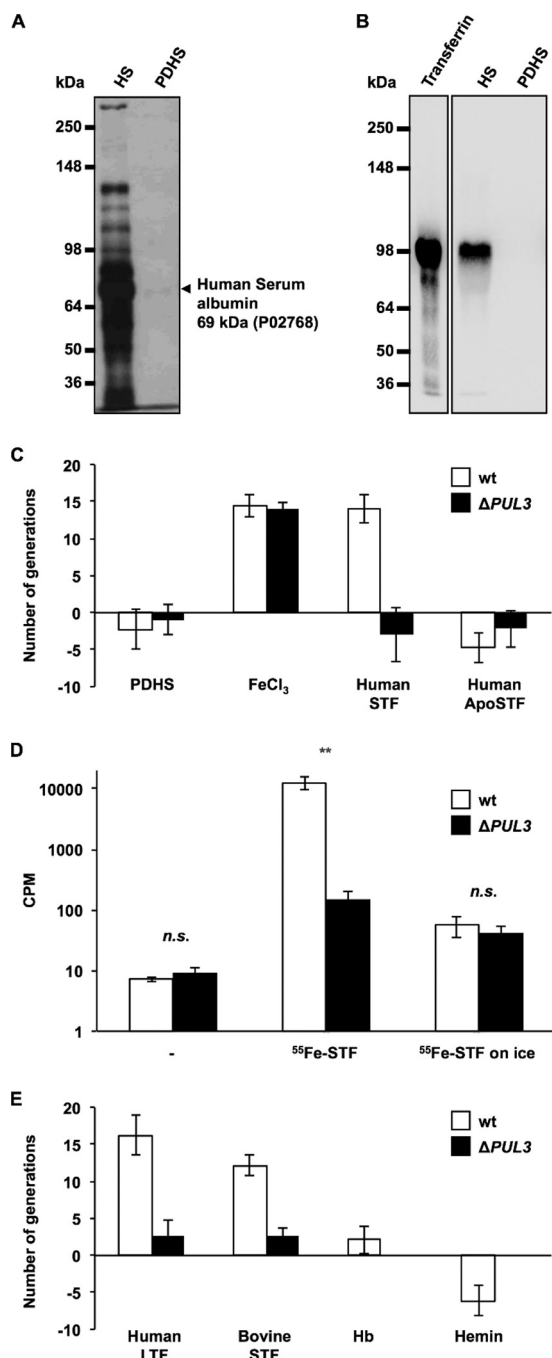 A
HS
PDHS
kDa
250
148
98
64
50
36
Human Serum
albumin
69 kDa (P02768)
B
Transferrin
HS
PDHS
kDa
250
148
98
64
50
36
C
Number of generations
20
15
10
5
0
-5
-10
wt
ΔPUL3
PDHS
FeCl₃
Human
STF
Human
ApoSTF
D
CPM
10000
1000
100
10
1
n.s.
**
n.s.
wt
ΔPUL3
-
⁵⁵Fe-STF
⁵⁵Fe-STF on ice
E
Number of generations
20
15
10
5
0
-5
-10
wt
ΔPUL3
Human
LTF
Bovine
STF
Hb
Hemin